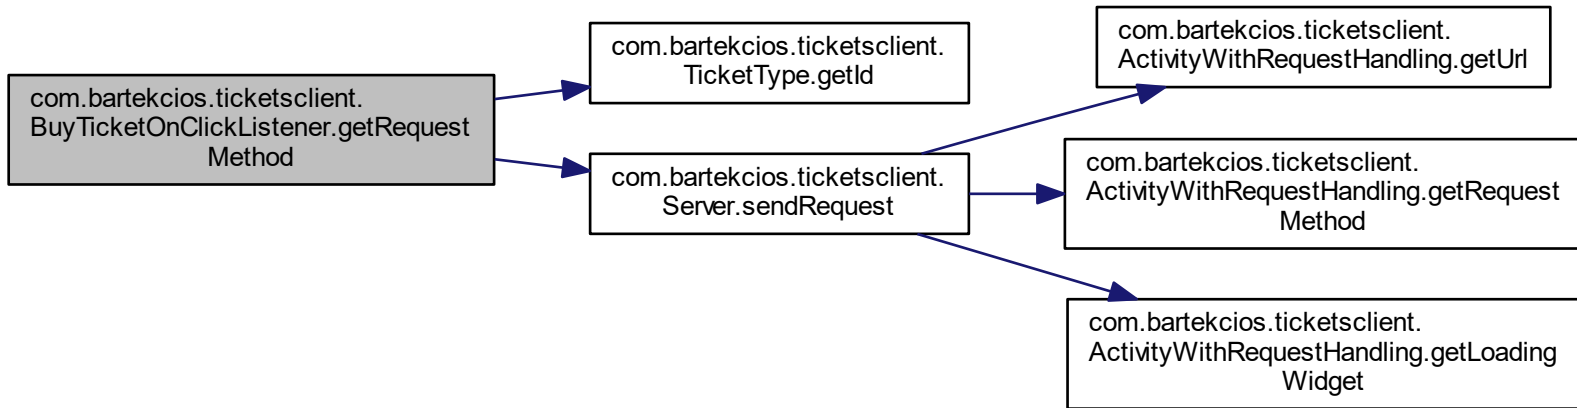 com.bartekcios.ticketsclient.
BuyTicketOnClickListener.getRequest
Method
com.bartekcios.ticketsclient.
TicketType.getId
com.bartekcios.ticketsclient.
Server.sendRequest
com.bartekcios.ticketsclient.
ActivityWithRequestHandling.getUrl
com.bartekcios.ticketsclient.
ActivityWithRequestHandling.getRequest
Method
com.bartekcios.ticketsclient.
ActivityWithRequestHandling.getLoading
Widget